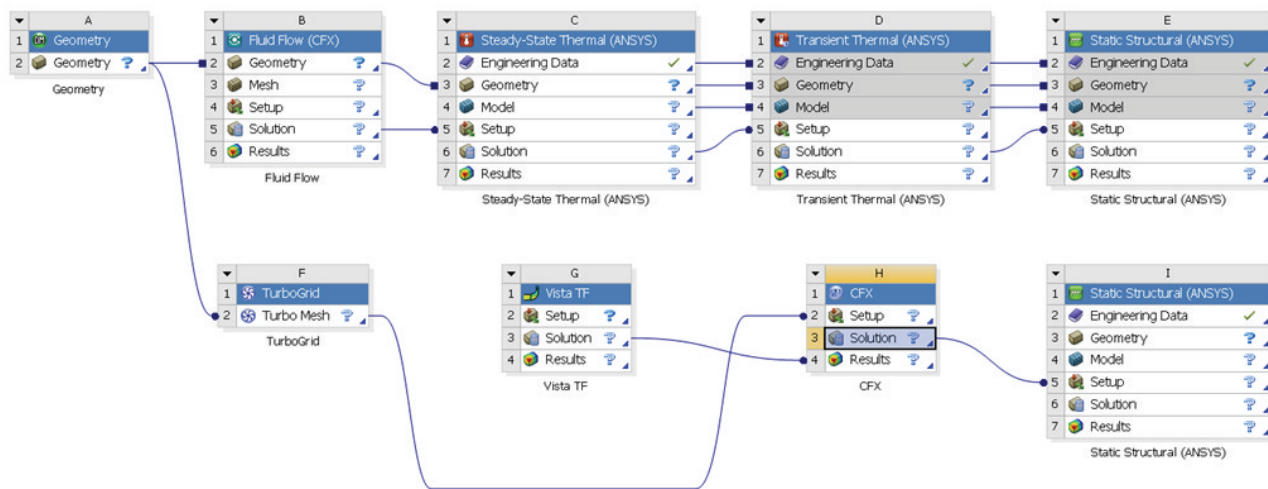 A
1 Geometry
2 Geometry ?
Geometry
B
1 Fluid Flow (CFX)
2 Geometry ?
3 Mesh ?
4 Setup ?
5 Solution ?
6 Results ?
Fluid Flow
C
1 Steady-State Thermal (ANSYS)
2 Engineering Data ✓
3 Geometry ?
4 Model ?
5 Setup ?
6 Solution ?
7 Results ?
Steady-State Thermal (ANSYS)
D
1 Transient Thermal (ANSYS)
2 Engineering Data ✓
3 Geometry ?
4 Model ?
5 Setup ?
6 Solution ?
7 Results ?
Transient Thermal (ANSYS)
E
1 Static Structural (ANSYS)
2 Engineering Data ✓
3 Geometry ?
4 Model ?
5 Setup ?
6 Solution ?
7 Results ?
Static Structural (ANSYS)
F
1 TurboGrid
2 Turbo Mesh ?
TurboGrid
G
1 Vista TF
2 Setup ?
3 Solution ?
4 Results ?
Vista TF
H
1 CFX
2 Setup ?
3 Solution ?
4 Results ?
CFX
I
1 Static Structural (ANSYS)
2 Engineering Data ✓
3 Geometry ?
4 Model ?
5 Setup ?
6 Solution ?
7 Results ?
Static Structural (ANSYS)